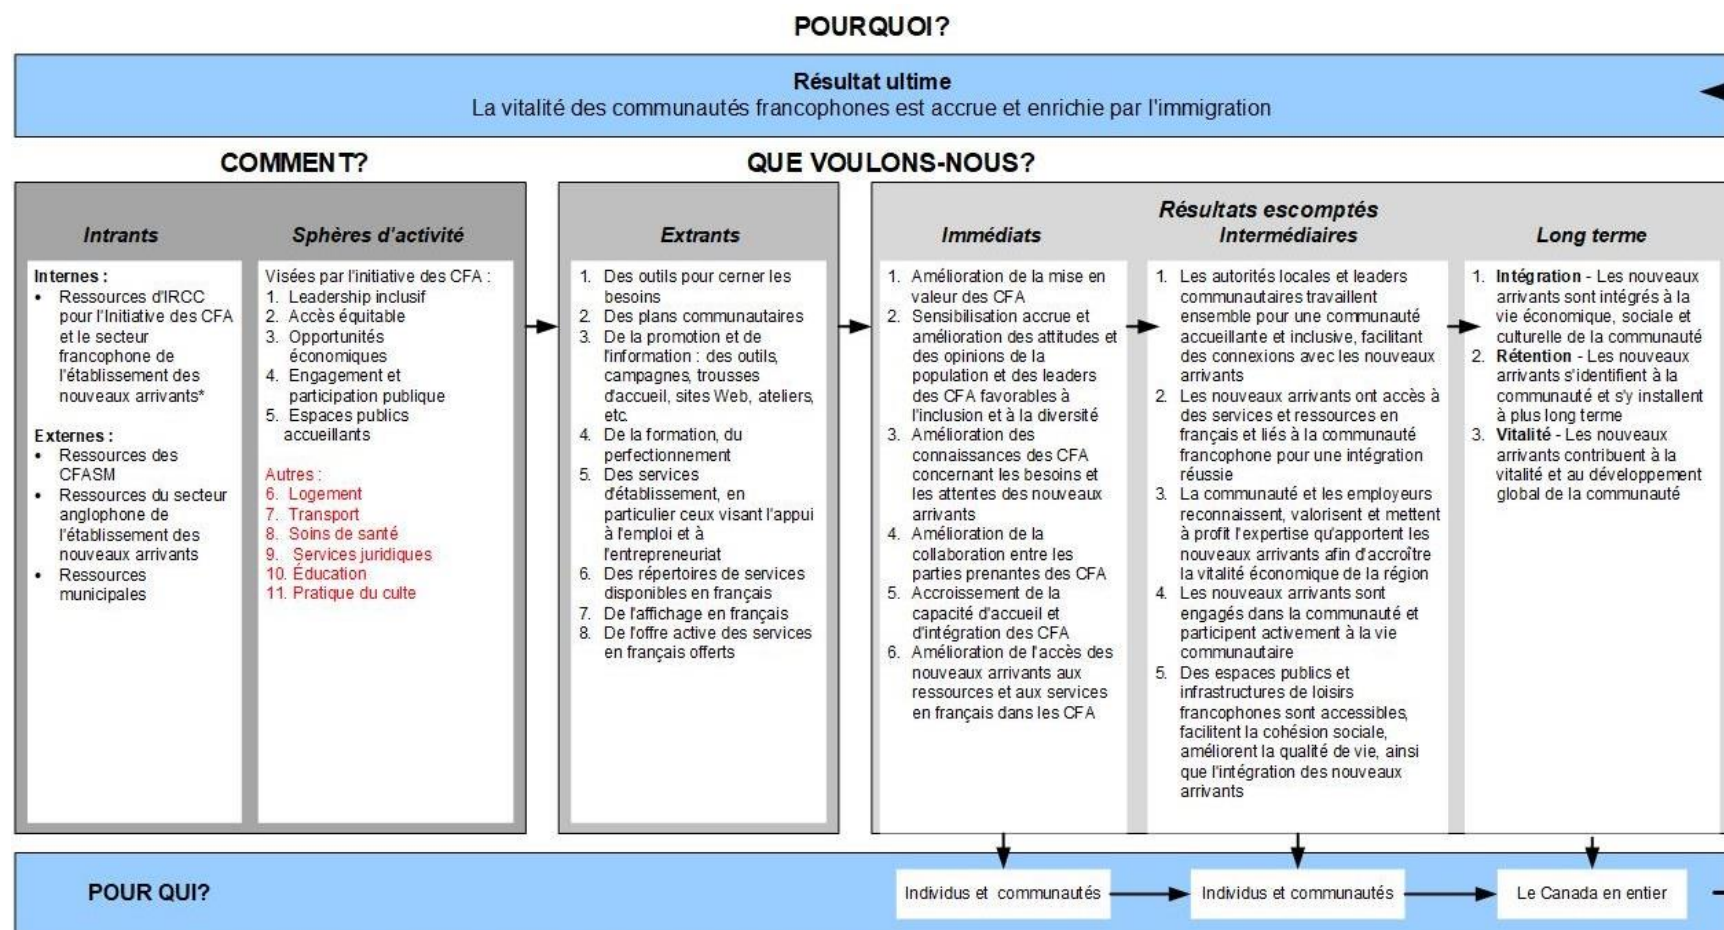 POURQUOI?
Résultat ultime
La vitalité des communautés francophones est accrue et enrichie par l'immigration
COMMENT?
QUE VOULONS-NOUS?
Intrants
Internes :
• Ressources d'IRCC
pour l'Initiative des CFA
et le secteur
francophone de
l'établissement des
nouveaux arrivants*
Externes :
• Ressources des
CFASM
• Ressources du secteur
anglophone de
l'établissement des
nouveaux arrivants
• Ressources
municipales
Sphères d'activité
Visées par l'initiative des CFA :
1. Leadership inclusif
2. Accès équitable
3. Opportunités
économiques
4. Engagement et
participation publique
5. Espaces publics
accueillants
Autres :
6. Logement
7. Transport
8. Soins de santé
9. Services juridiques
10. Éducation
11. Pratique du culte
Extrants
1. Des outils pour cerner les
besoins
2. Des plans communautaires
3. De la promotion et de
l'information : des outils,
campagnes, trousses
d'accueil, sites Web, ateliers,
etc.
4. De la formation, du
perfectionnement
5. Des services
d'établissement, en
particulier ceux visant l'appui
à l'emploi et à
l'entrepreneuriat
6. Des répertoires de services
disponibles en français
7. De l'affichage en français
8. De l'offre active des services
en français offerts
Résultats escomptés
Immédiats
1. Amélioration de la mise en
valeur des CFA
2. Sensibilisation accrue et
amélioration des attitudes et
des opinions de la
population et des leaders
des CFA favorables à
l'inclusion et à la diversité
3. Amélioration des
connaissances des CFA
concernant les besoins et
les attentes des nouveaux
arrivants
4. Amélioration de la
collaboration entre les
parties prenantes des CFA
5. Accroissement de la
capacité d'accueil et
d'intégration des CFA
6. Amélioration de l'accès des
nouveaux arrivants aux
ressources et aux services
en français dans les CFA
Intermédiaires
1. Les autorités locales et leaders
communautaires travaillent
ensemble pour une communauté
accueillante et inclusive, facilitant
des connexions avec les nouveaux
arrivants
2. Les nouveaux arrivants ont accès à
des services et ressources en
français et liés à la communauté
francophone pour une intégration
réussie
3. La communauté et les employeurs
reconnaissent, valorisent et mettent
à profit l'expertise qu'apportent les
nouveaux arrivants afin d'accroître
la vitalité économique de la région
4. Les nouveaux arrivants sont
engagés dans la communauté et
participent activement à la vie
communautaire
5. Des espaces publics et
infrastructures de loisirs
francophones sont accessibles,
facilitent la cohésion sociale,
améliorent la qualité de vie, ainsi
que l'intégration des nouveaux
arrivants
Long terme
1. Intégration - Les nouveaux
arrivants sont intégrés à la
vie économique, sociale et
culturelle de la communauté
2. Rétention - Les nouveaux
arrivants s'identifient à la
communauté et s'y installent
à plus long terme
3. Vitalité - Les nouveaux
arrivants contribuent à la
vitalité et au développement
global de la communauté
POUR QUI?
Individus et communautés
Individus et communautés
Le Canada en entier